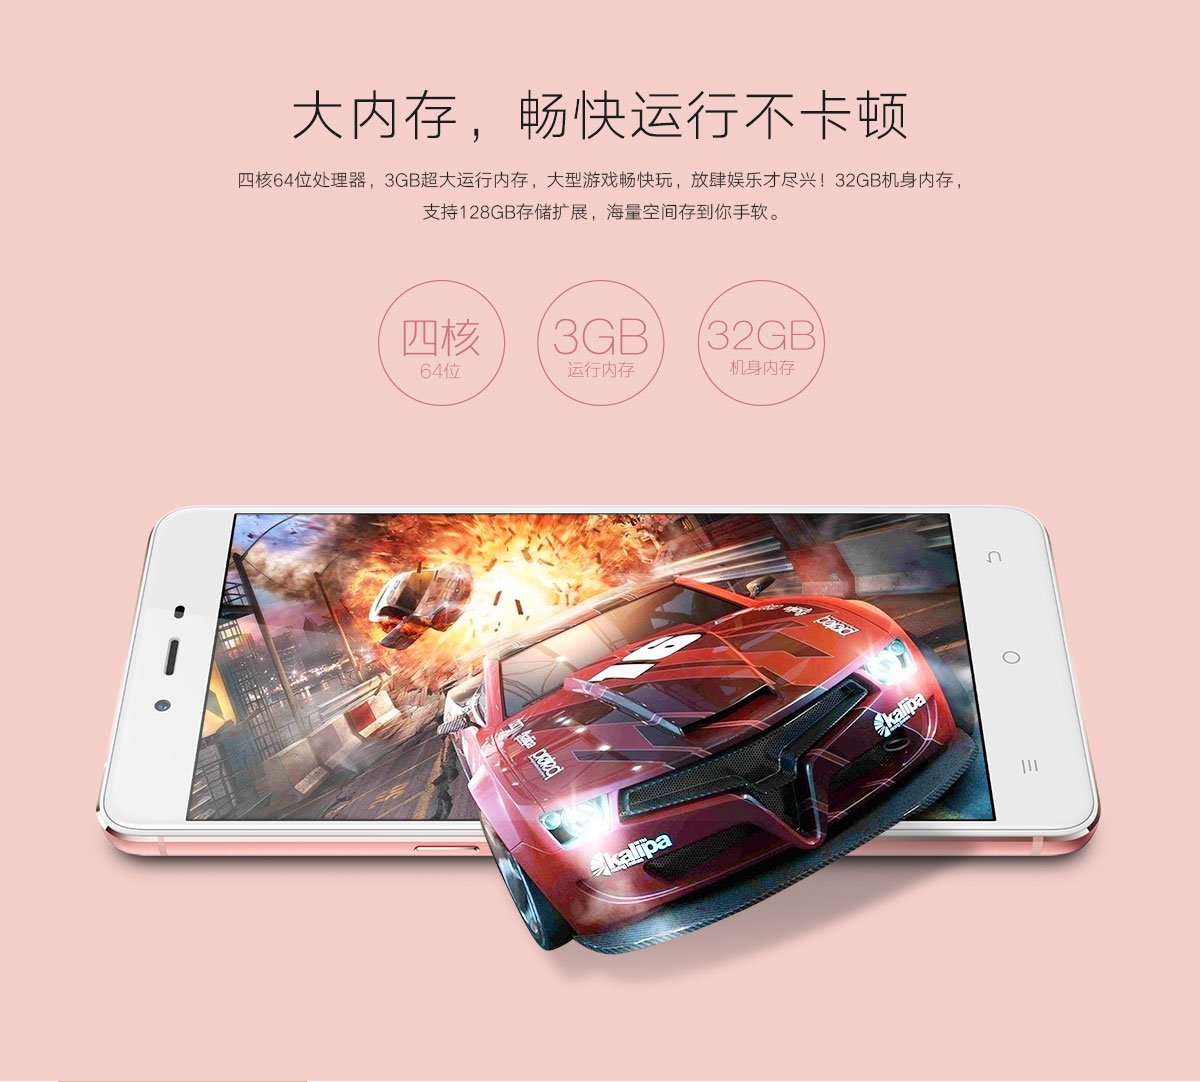 大内存，畅快运行不卡顿
四核64位处理器，3GB超大运行内存，大型游戏畅快玩，放肆娱乐才尽兴！32GB机身内存，
支持128GB存储扩展，海量空间存到你手软。
四核
64位
3GB
运行内存
32GB
机身内存
16
kalipa
kalipa